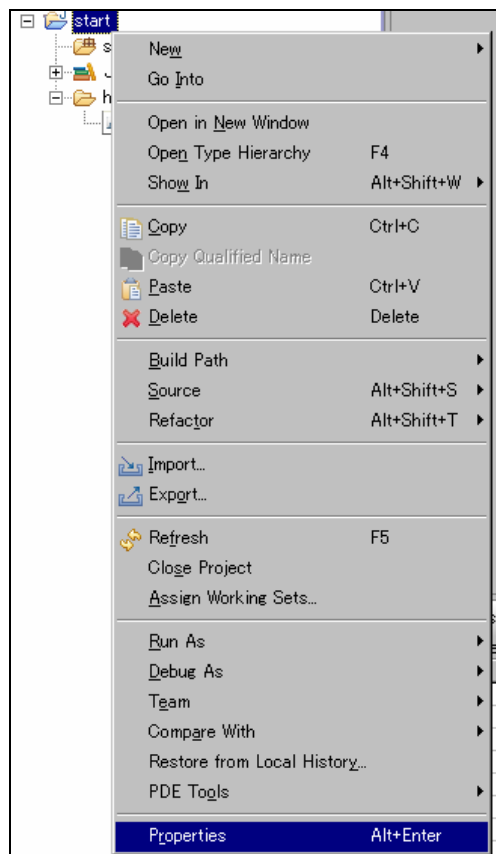 start
s
h
New
Go Into
Open in New Window
Open Type Hierarchy F4
Show In Alt+Shift+W
Copy Ctrl+C
Copy Qualified Name
Paste Ctrl+V
Delete Delete
Build Path
Source Alt+Shift+S
Refactor Alt+Shift+T
Import...
Export...
Refresh F5
Close Project
Assign Working Sets...
Run As
Debug As
Team
Compare With
Restore from Local History...
PDE Tools
Properties Alt+Enter